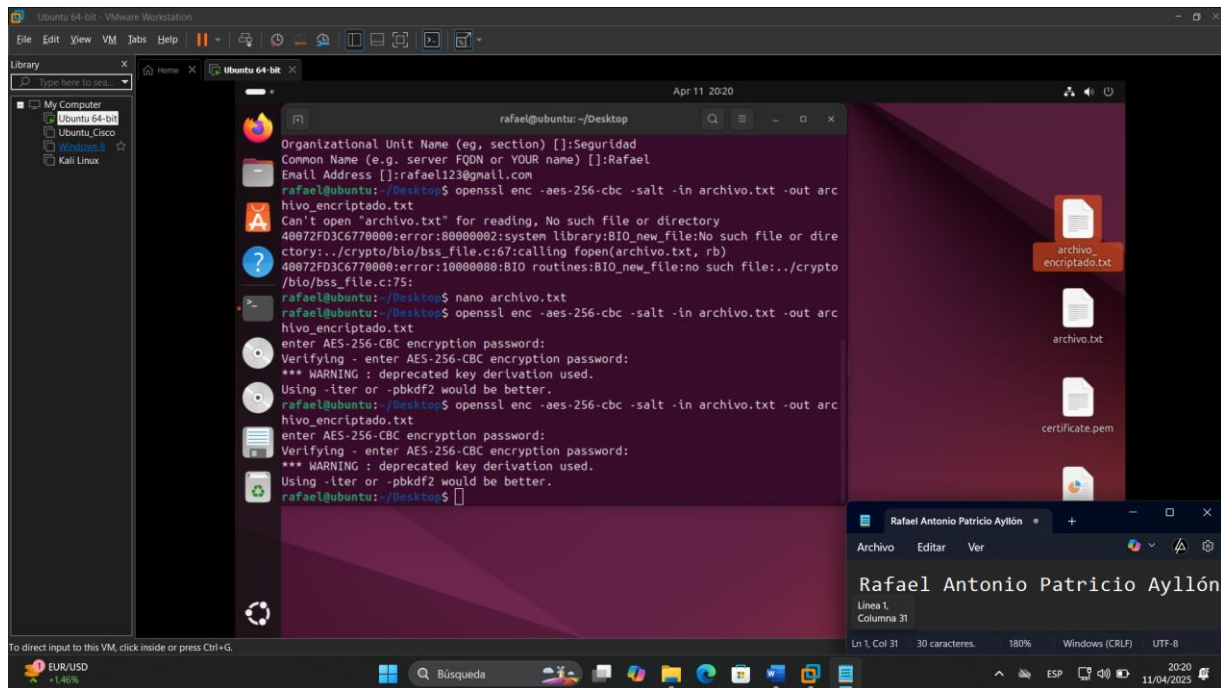 Ubuntu 64-bit - VMware Workstation
File Edit View VM Tabs Help
Library
Type here to sea...
Home
Ubuntu 64-bit
My Computer
Ubuntu 64-bit
Ubuntu_Cisco
Windows 8
Kali Linux
Apr 11 20:20
rafael@ubuntu: ~/Desktop
Organizational Unit Name (eg, section) []:Seguridad
Common Name (e.g. server FQDN or YOUR name) []:Rafael
Email Address []:rafael123@gmail.com
rafael@ubuntu:~/Desktop$ openssl enc -aes-256-cbc -salt -in archivo.txt -out arc
hivo_encriptado.txt
Can't open "archivo.txt" for reading, No such file or directory
40072FD3C6770000:error:80000002:system library:BIO_new_file:No such file or dire
ctory:../crypto/bio/bss_file.c:67:calling fopen(archivo.txt, rb)
40072FD3C6770000:error:10000080:BIO routines:BIO_new_file:no such file:../crypto
/bio/bss_file.c:75:
rafael@ubuntu:~/Desktop$ nano archivo.txt
rafael@ubuntu:~/Desktop$ openssl enc -aes-256-cbc -salt -in archivo.txt -out arc
hivo_encriptado.txt
enter AES-256-CBC encryption password:
Verifying - enter AES-256-CBC encryption password:
*** WARNING : deprecated key derivation used.
Using -iter or -pbkdf2 would be better.
rafael@ubuntu:~/Desktop$ openssl enc -aes-256-cbc -salt -in archivo.txt -out arc
hivo_encriptado.txt
enter AES-256-CBC encryption password:
Verifying - enter AES-256-CBC encryption password:
*** WARNING : deprecated key derivation used.
Using -iter or -pbkdf2 would be better.
rafael@ubuntu:~/Desktop$
archivo_
encriptado.txt
archivo.txt
certificate.pem
Rafael Antonio Patricio Ayllón
Archivo Editar Ver
Rafael Antonio Patricio Ayllón
Línea 1,
Columna 31
Ln 1, Col 31 30 caracteres. 180% Windows (CRLF) UTF-8
To direct input to this VM, click inside or press Ctrl+G.
1
EUR/USD
+1,46%
Búsqueda
ESP
20:20
11/04/2025